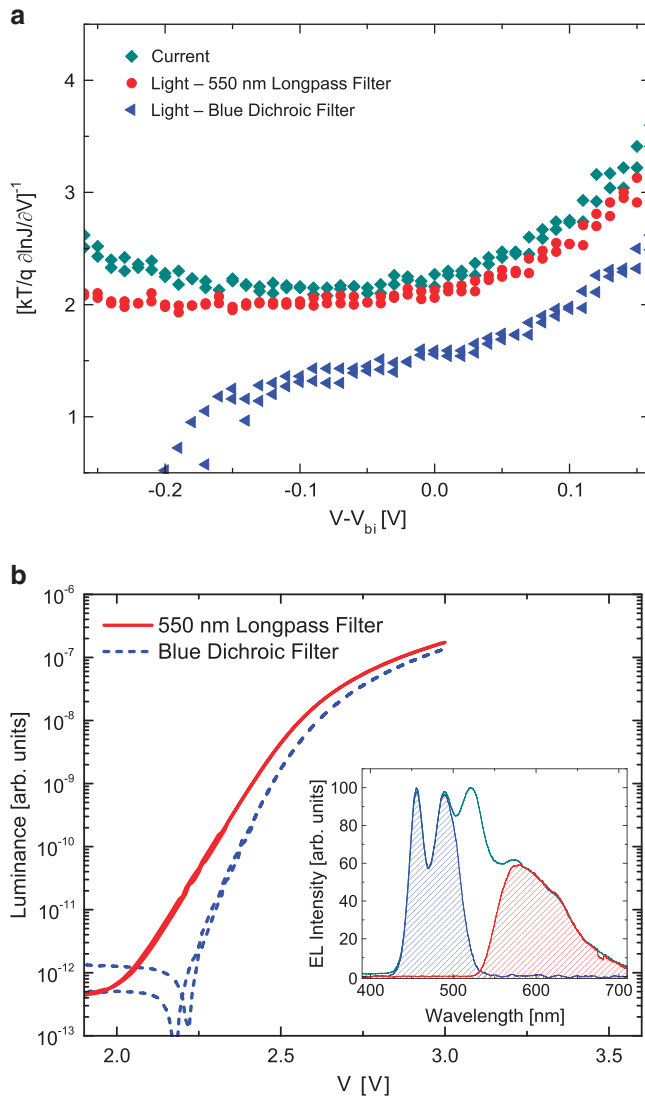 a
Current
Light – 550 nm Longpass Filter
Light – Blue Dichroic Filter
[kT/q ∂lnJ/∂V]⁻¹
4
3
2
1
-0.2 -0.1 0.0 0.1
V-V_bi [V]
b
550 nm Longpass Filter
Blue Dichroic Filter
Luminance [arb. units]
10⁻⁶
10⁻⁷
10⁻⁸
10⁻⁹
10⁻¹⁰
10⁻¹¹
10⁻¹²
10⁻¹³
2.0 2.5 3.0 3.5
V [V]
EL Intensity [arb. units]
100
80
60
40
20
0
400 500 600 700
Wavelength [nm]